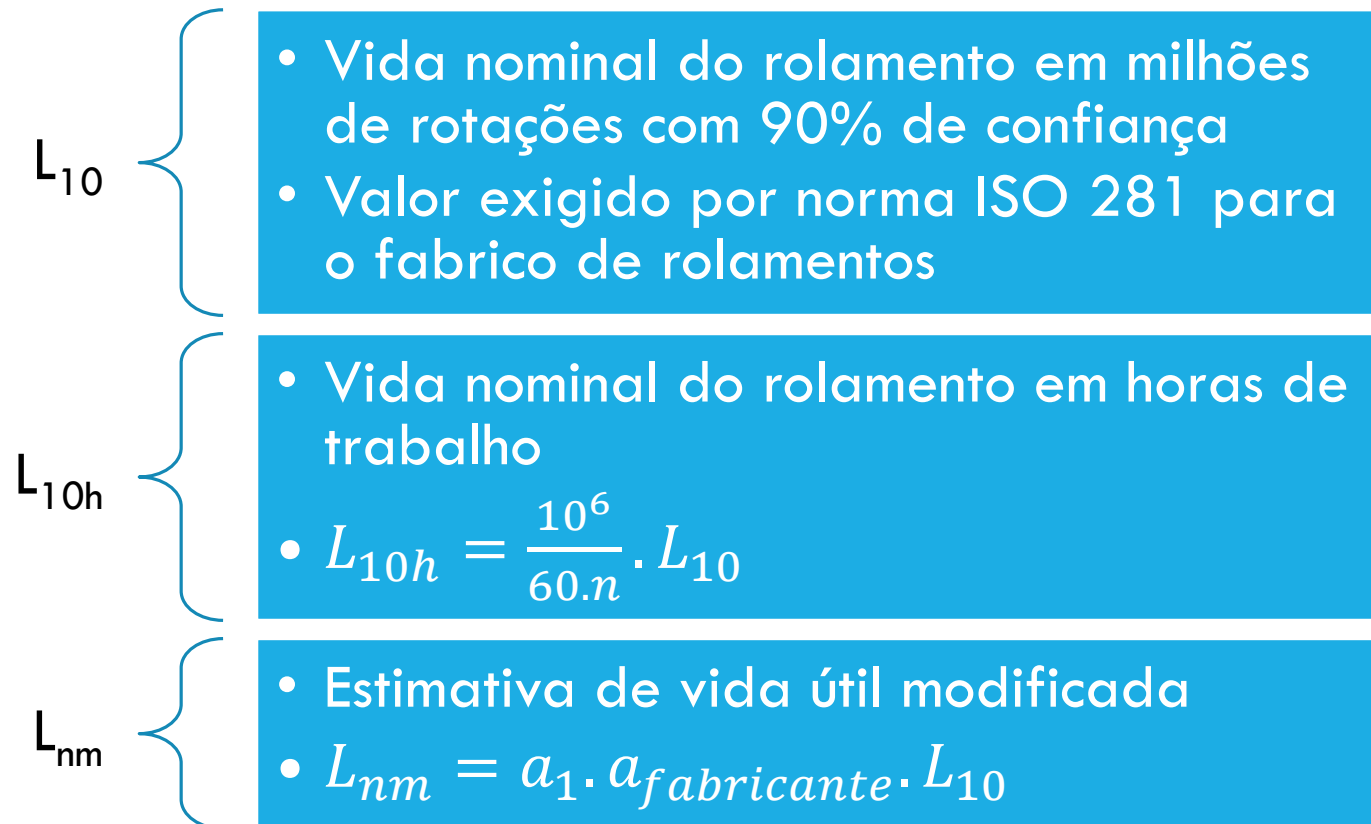 L10
• Vida nominal do rolamento em milhões
de rotações com 90% de confiança
• Valor exigido por norma ISO 281 para
o fabrico de rolamentos
L10h
• Vida nominal do rolamento em horas de
trabalho
• L10h = 10^6/60.n . L10
Lnm
• Estimativa de vida útil modificada
• Lnm = a1. afabricante. L10